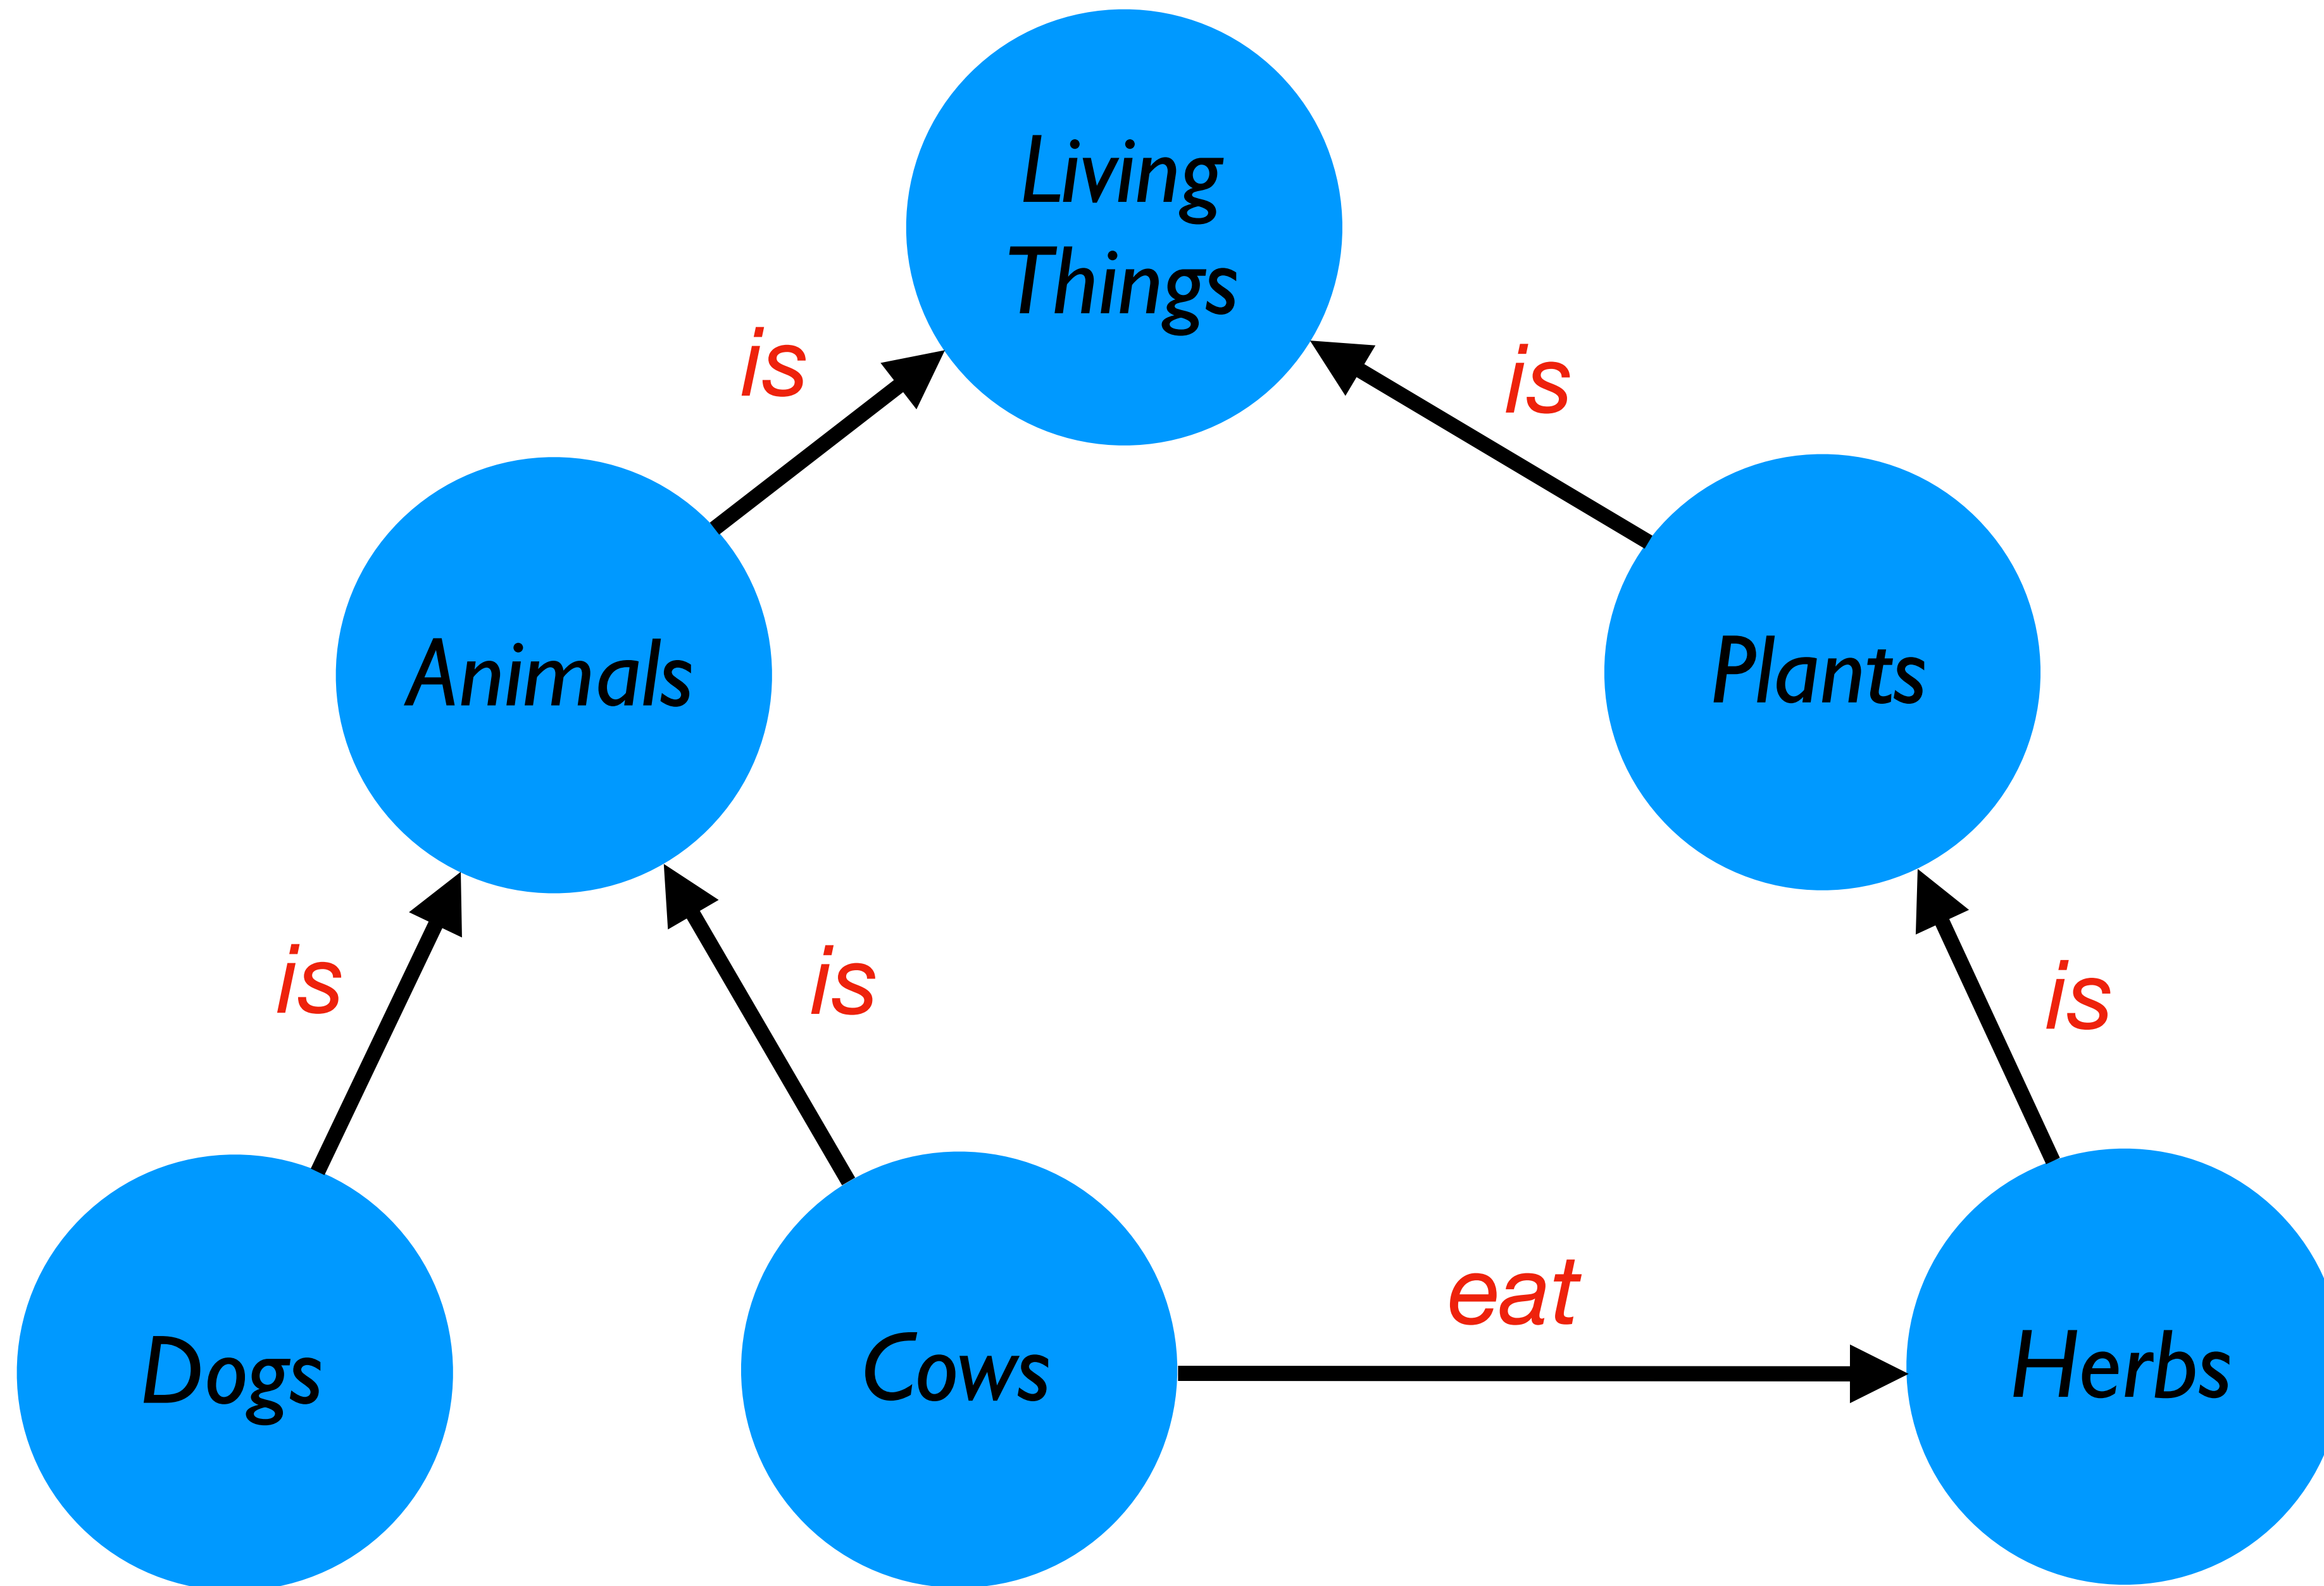 Living
Things
is
is
Animals
Plants
is
is
is
eat
Dogs
Cows
Herbs